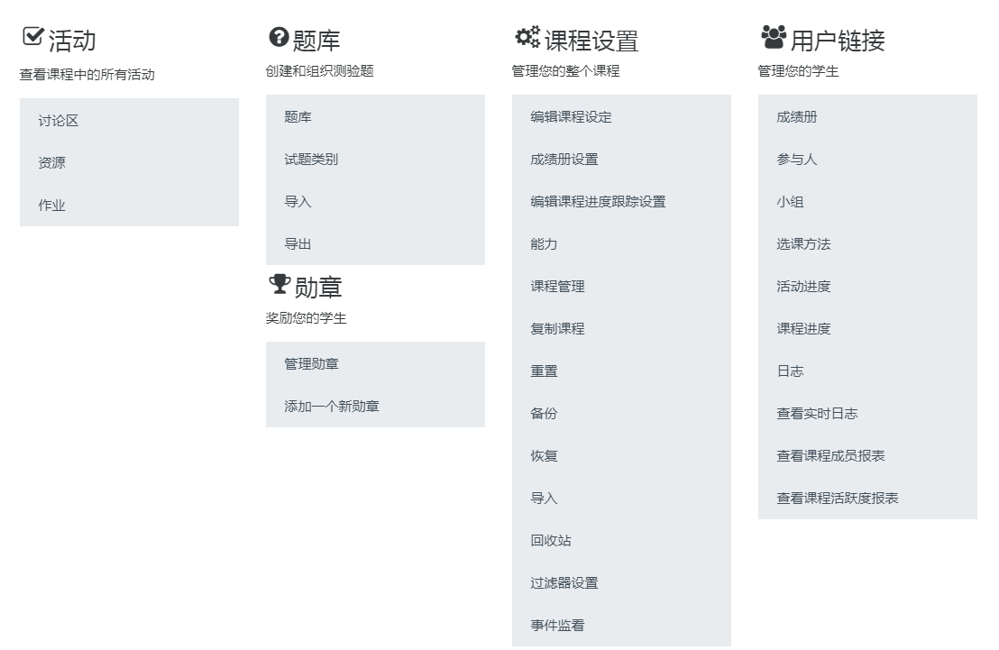 活动
查看课程中的所有活动
讨论区
资源
作业
题库
创建和组织测验题
题库
试题类别
导入
导出
勋章
奖励您的学生
管理勋章
添加一个新勋章
课程设置
管理您的整个课程
编辑课程设定
成绩册设置
编辑课程进度跟踪设置
能力
课程管理
复制课程
重置
备份
恢复
导入
回收站
过滤器设置
事件监看
用户链接
管理您的学生
成绩册
参与人
小组
选课方法
活动进度
课程进度
日志
查看实时日志
查看课程成员报表
查看课程活跃度报表